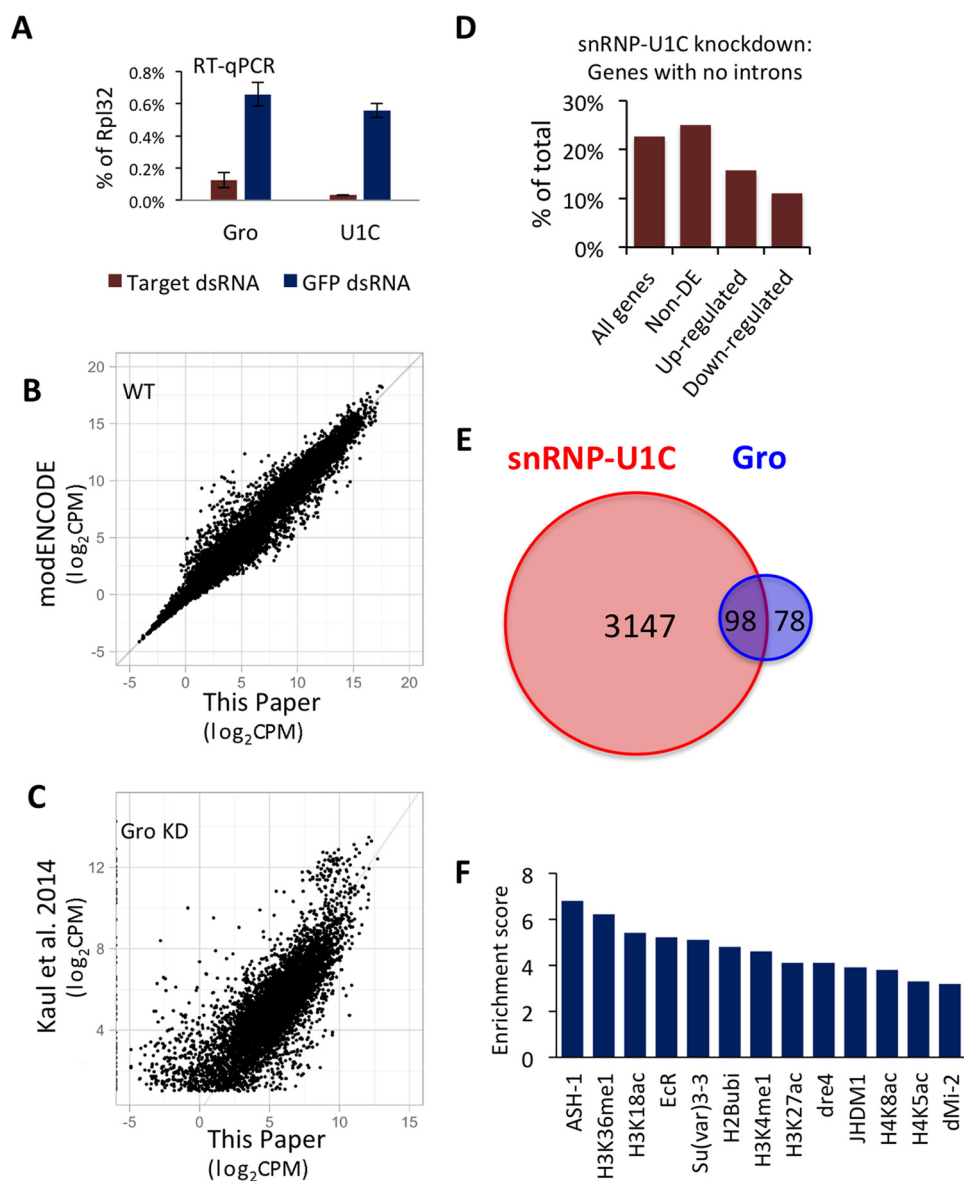 A
RT-qPCR
% of Rpl32
0.8%
0.6%
0.4%
0.2%
0.0%
Gro
U1C
Target dsRNA
GFP dsRNA
B
WT
modENCODE
(log2CPM)
20
15
10
5
0
-5
-5
0
5
10
15
20
This Paper
(log2CPM)
C
Gro KD
Kaul et al. 2014
(log2CPM)
12
8
4
-5
0
5
10
15
This Paper
(log2CPM)
D
snRNP-U1C knockdown:
Genes with no introns
% of total
30%
20%
10%
0%
All genes
Non-DE
Up-regulated
Down-regulated
E
snRNP-U1C
Gro
3147
98
78
F
Enrichment score
8
6
4
2
0
ASH-1
H3K36me1
H3K18ac
EcR
Su(var)3-3
H2Bubi
H3K4me1
H3K27ac
dre4
JHDM1
H4K8ac
H4K5ac
dMi-2